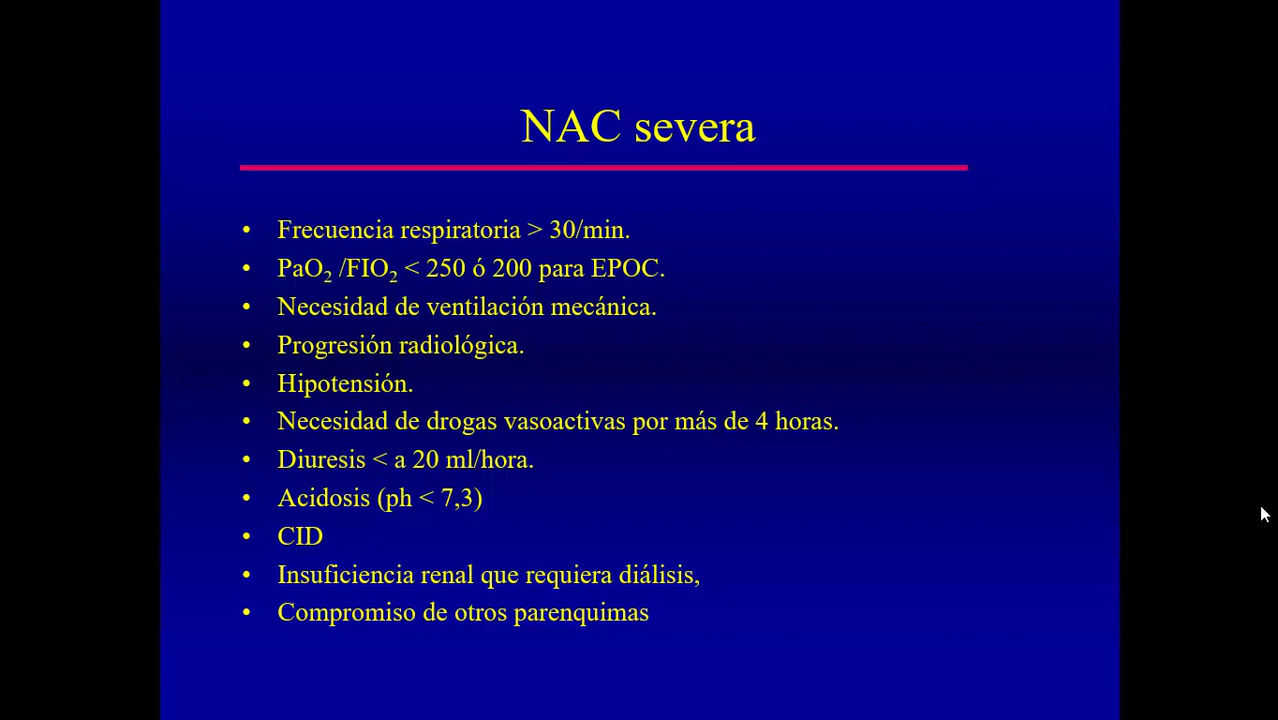 NAC severa
• Frecuencia respiratoria > 30/min.
• PaO₂ /FIO₂ < 250 ó 200 para EPOC.
• Necesidad de ventilación mecánica.
• Progresión radiológica.
• Hipotensión.
• Necesidad de drogas vasoactivas por más de 4 horas.
• Diuresis < a 20 ml/hora.
• Acidosis (ph < 7,3)
• CID
• Insuficiencia renal que requiera diálisis,
• Compromiso de otros parenquimas